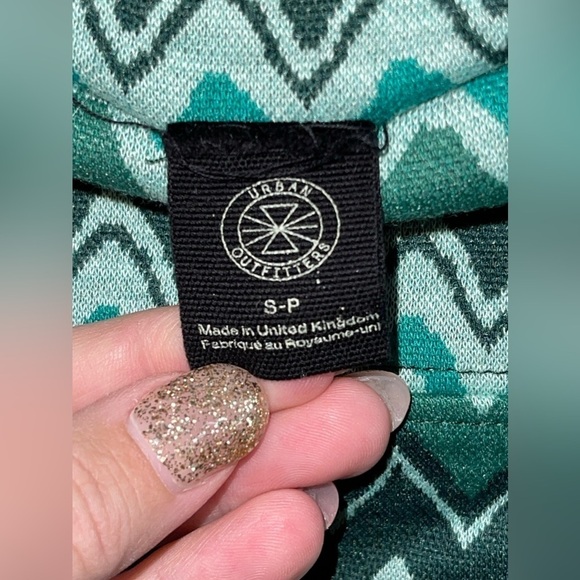 URBAN
OUTFITTERS
S-P
Made in United Kingdom
Fabriqué au Royaume-uni